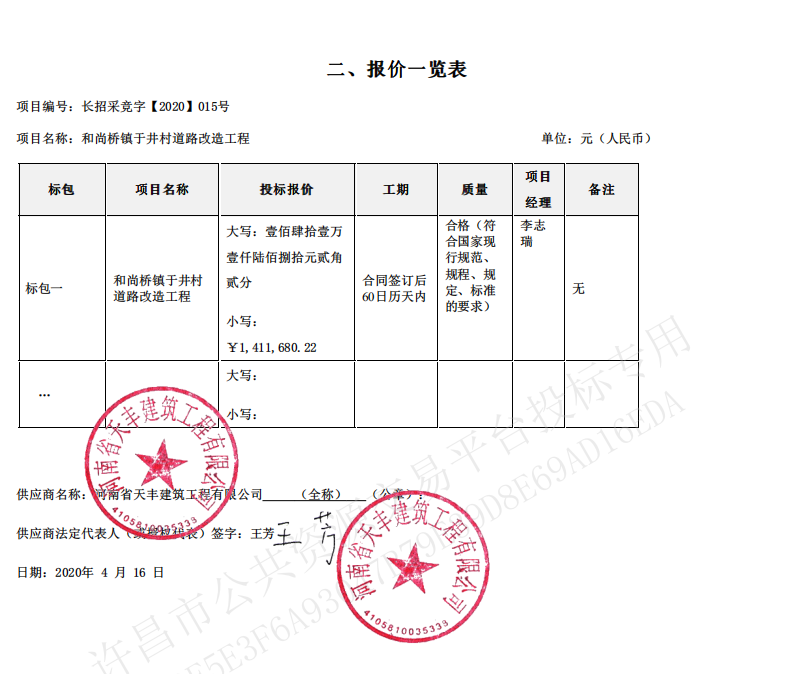 二、报价一览表
项目编号：长招采竞字【2020】015号
项目名称：和尚桥镇于井村道路改造工程 单位：元（人民币）
标包 项目名称 投标报价 工期 质量 项目经理 备注
标包一
和尚桥镇于井村
道路改造工程
大写：壹佰肆拾壹万
壹仟陆佰捌拾元贰角
贰分
小写：
￥1,411,680.22
合同签订后
60日历天内
合格（符
合国家现
行规范、
规程、规
定、标准
的要求）
李志
瑞
无
…
大写：
小写：
供应商名称：河南省天丰建筑工程有限公司 （全称） （公章）：
供应商法定代表人（或授权代表）签字：王芳
王芳
日期：2020年 4 月 16 日
河南省天丰建筑工程有限公司
4105810035339
河南省天丰建筑工程有限公司
4105810035339
许昌市公共资源交易平台投标专用